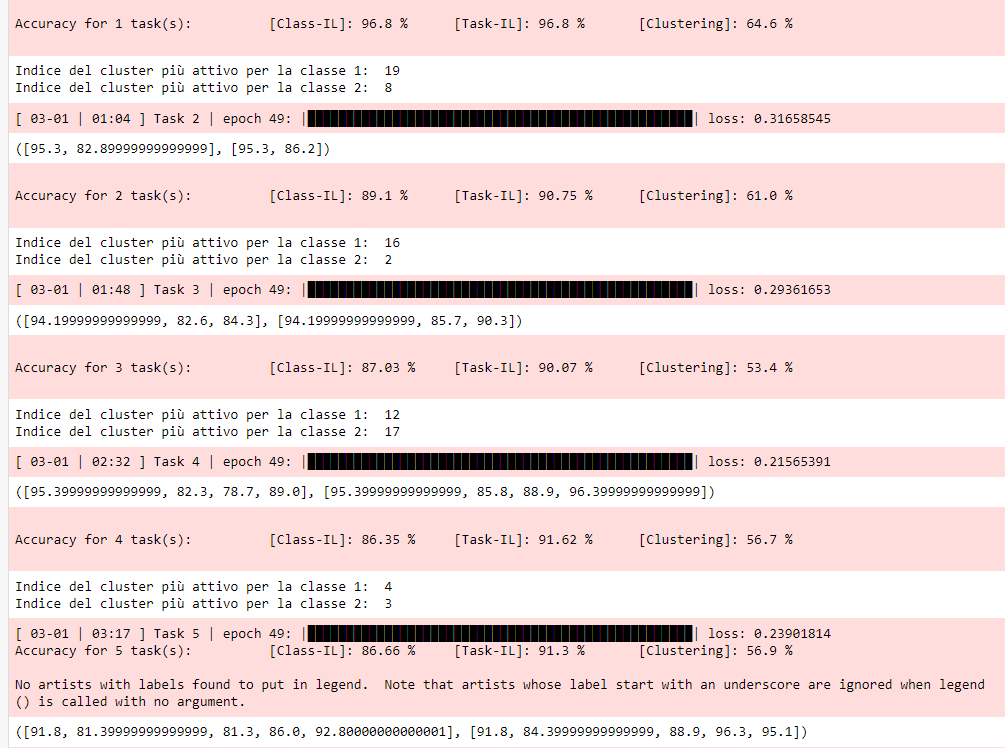 Accuracy for 1 task(s): [Class-IL]: 96.8 % [Task-IL]: 96.8 % [Clustering]: 64.6 %
Indice del cluster più attivo per la classe 1: 19
Indice del cluster più attivo per la classe 2: 8
[ 03-01 | 01:04 ] Task 2 | epoch 49: | | loss: 0.31658545
([95.3, 82.89999999999999], [95.3, 86.2])
Accuracy for 2 task(s): [Class-IL]: 89.1 % [Task-IL]: 90.75 % [Clustering]: 61.0 %
Indice del cluster più attivo per la classe 1: 16
Indice del cluster più attivo per la classe 2: 2
[ 03-01 | 01:48 ] Task 3 | epoch 49: | | loss: 0.29361653
([94.19999999999999, 82.6, 84.3], [94.19999999999999, 85.7, 90.3])
Accuracy for 3 task(s): [Class-IL]: 87.03 % [Task-IL]: 90.07 % [Clustering]: 53.4 %
Indice del cluster più attivo per la classe 1: 12
Indice del cluster più attivo per la classe 2: 17
[ 03-01 | 02:32 ] Task 4 | epoch 49: | | loss: 0.21565391
([95.39999999999999, 82.3, 78.7, 89.0], [95.39999999999999, 85.8, 88.9, 96.39999999999999])
Accuracy for 4 task(s): [Class-IL]: 86.35 % [Task-IL]: 91.62 % [Clustering]: 56.7 %
Indice del cluster più attivo per la classe 1: 4
Indice del cluster più attivo per la classe 2: 3
[ 03-01 | 03:17 ] Task 5 | epoch 49: | | loss: 0.23901814
Accuracy for 5 task(s): [Class-IL]: 86.66 % [Task-IL]: 91.3 % [Clustering]: 56.9 %
No artists with labels found to put in legend. Note that artists whose label start with an underscore are ignored when legend
() is called with no argument.
([91.8, 81.39999999999999, 81.3, 86.0, 92.80000000000001], [91.8, 84.39999999999999, 88.9, 96.3, 95.1])